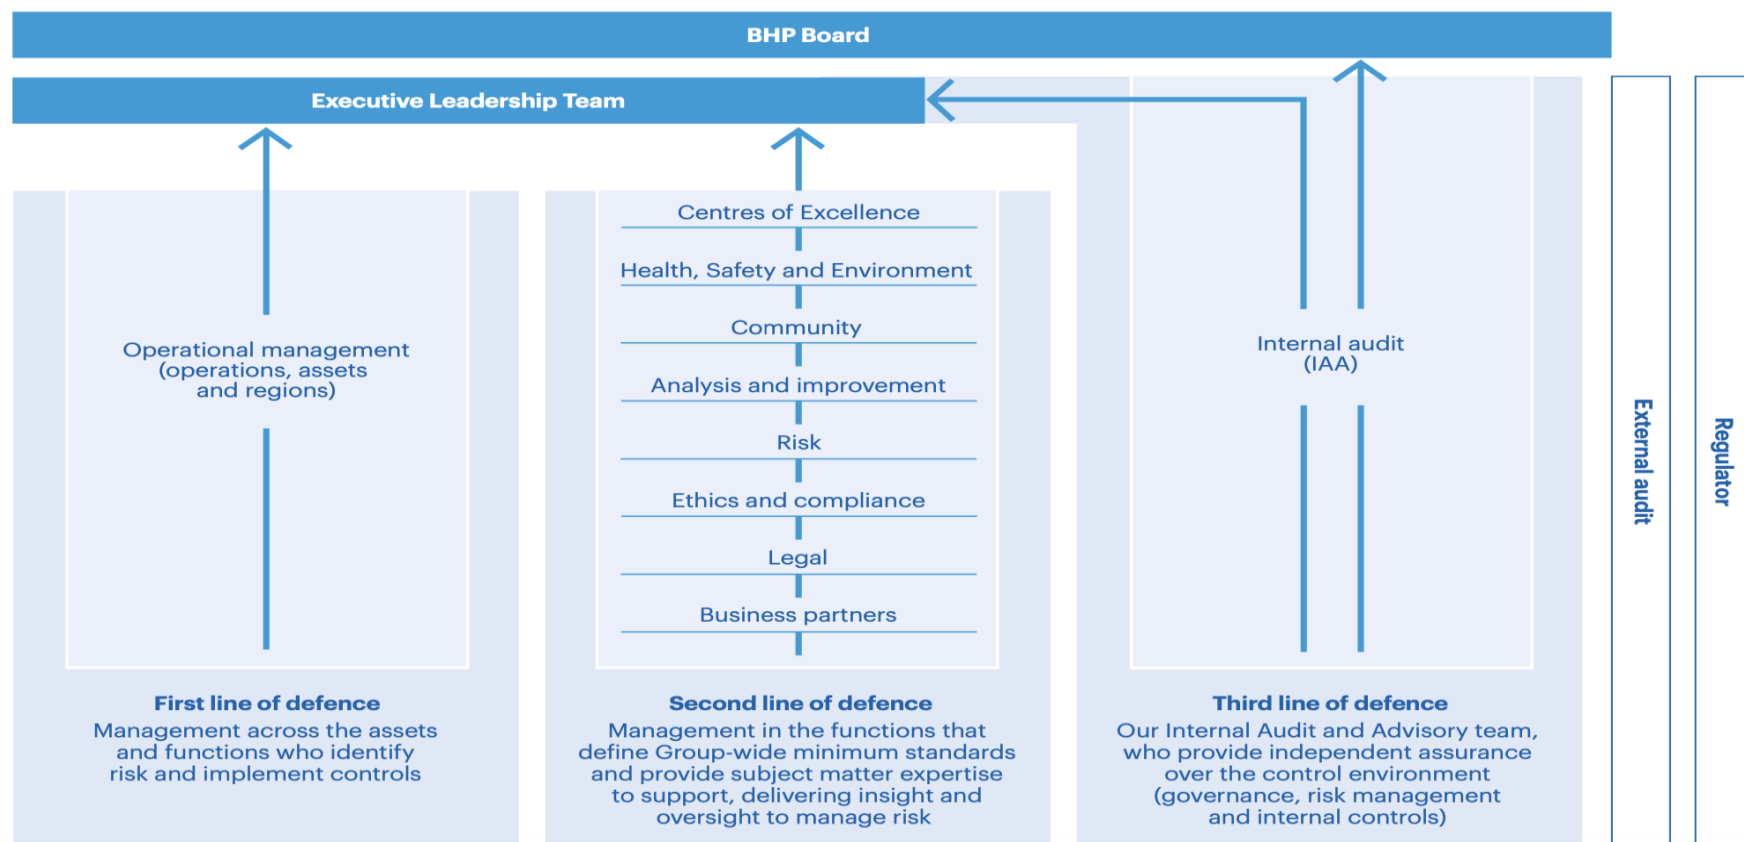 BHP Board
Executive Leadership Team
Operational management
(operations, assets
and regions)
First line of defence
Management across the assets
and functions who identify
risk and implement controls
Centres of Excellence
Health, Safety and Environment
Community
Analysis and improvement
Risk
Ethics and compliance
Legal
Business partners
Second line of defence
Management in the functions that
define Group-wide minimum standards
and provide subject matter expertise
to support, delivering insight and
oversight to manage risk
Internal audit
(IAA)
Third line of defence
Our Internal Audit and Advisory team,
who provide independent assurance
over the control environment
(governance, risk management
and internal controls)
External audit
Regulator